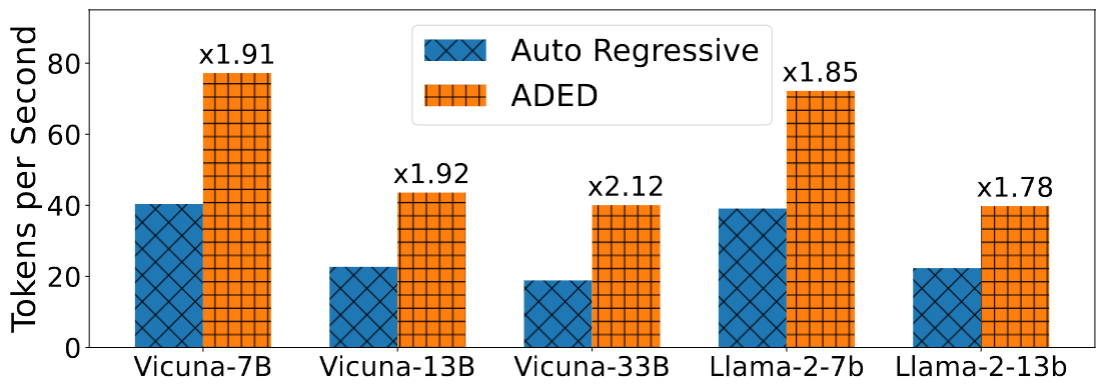 Tokens per Second
80
60
40
20
0
Auto Regressive
ADED
x1.91
x1.92
x2.12
x1.85
x1.78
Vicuna-7B
Vicuna-13B
Vicuna-33B
Llama-2-7b
Llama-2-13b